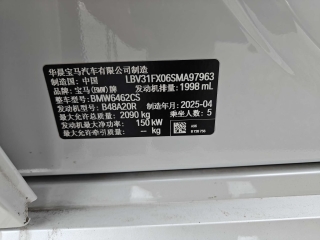 华晨宝马汽车有限公司制造
制造国: 中国 LBV31FX06SMA97963
品牌: 宝马(BMW)牌 发动机排量: 1998 mL
整车型号: BMW6462CS
发动机型号: B48A20R 制造年月: 2025-04
最大允许总质量: 2090 kg 乘坐人数: 5
发动机最大净功率: 150 kW
最大允许牵引质量: --- kg